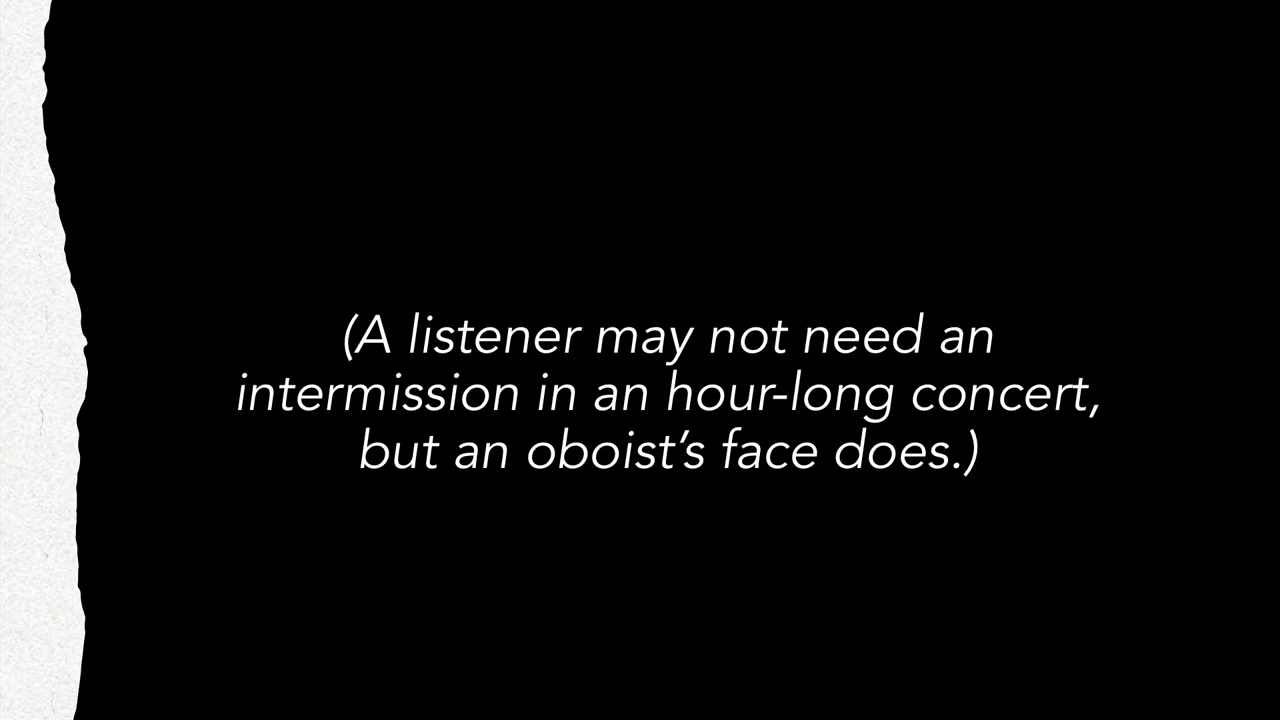 (A listener may not need an
intermission in an hour-long concert,
but an oboist’s face does.)